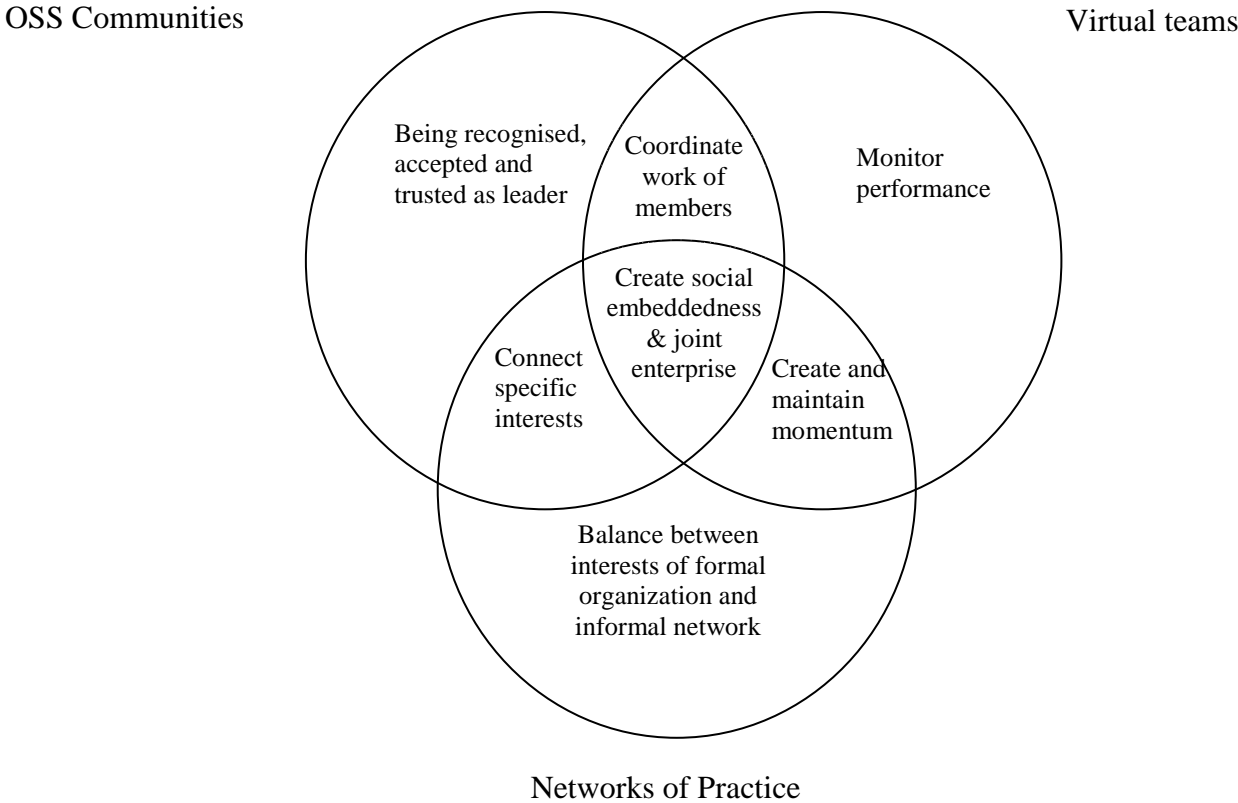 OSS Communities
Virtual teams
Being recognised,
accepted and
trusted as leader
Coordinate
work of
members
Monitor
performance
Create social
embeddedness
& joint
enterprise
Connect
specific
interests
Create and
maintain
momentum
Balance between
interests of formal
organization and
informal network
Networks of Practice